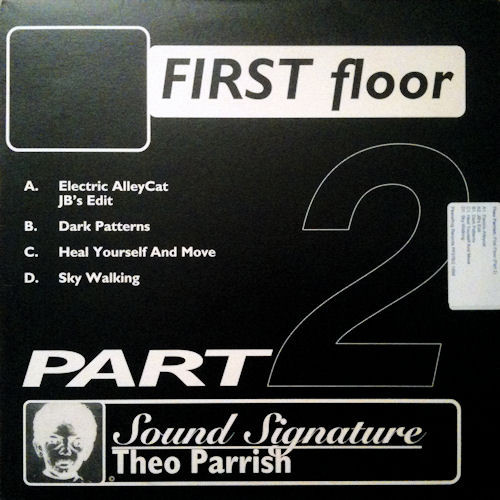 FIRST floor
A. Electric AlleyCat
JB's Edit
B. Dark Patterns
C. Heal Yourself And Move
D. Sky Walking
PART 2
Sound Signature
Theo Parrish
©